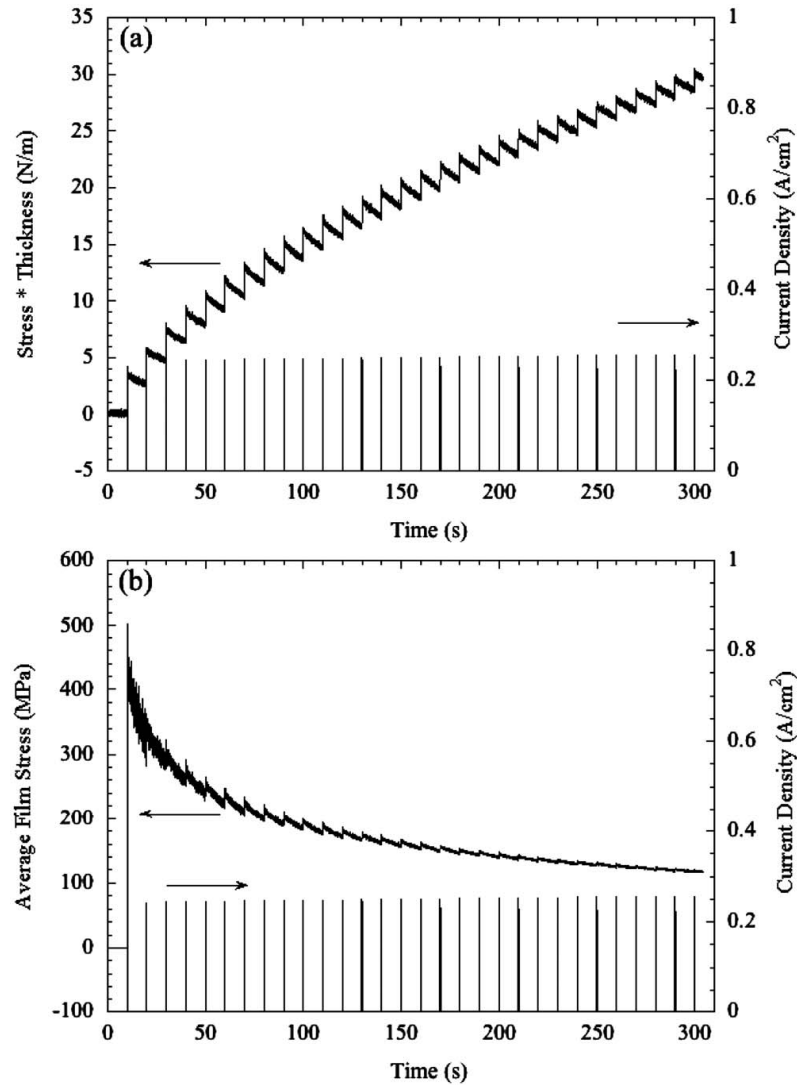 (a)
Stress * Thickness (N/m)
35
30
25
20
15
10
5
0
-5
1
0.8
0.6
0.4
0.2
0
Current Density (A/cm²)
0 50 100 150 200 250 300
Time (s)
(b)
Average Film Stress (MPa)
600
500
400
300
200
100
0
-100
1
0.8
0.6
0.4
0.2
0
Current Density (A/cm²)
0 50 100 150 200 250 300
Time (s)